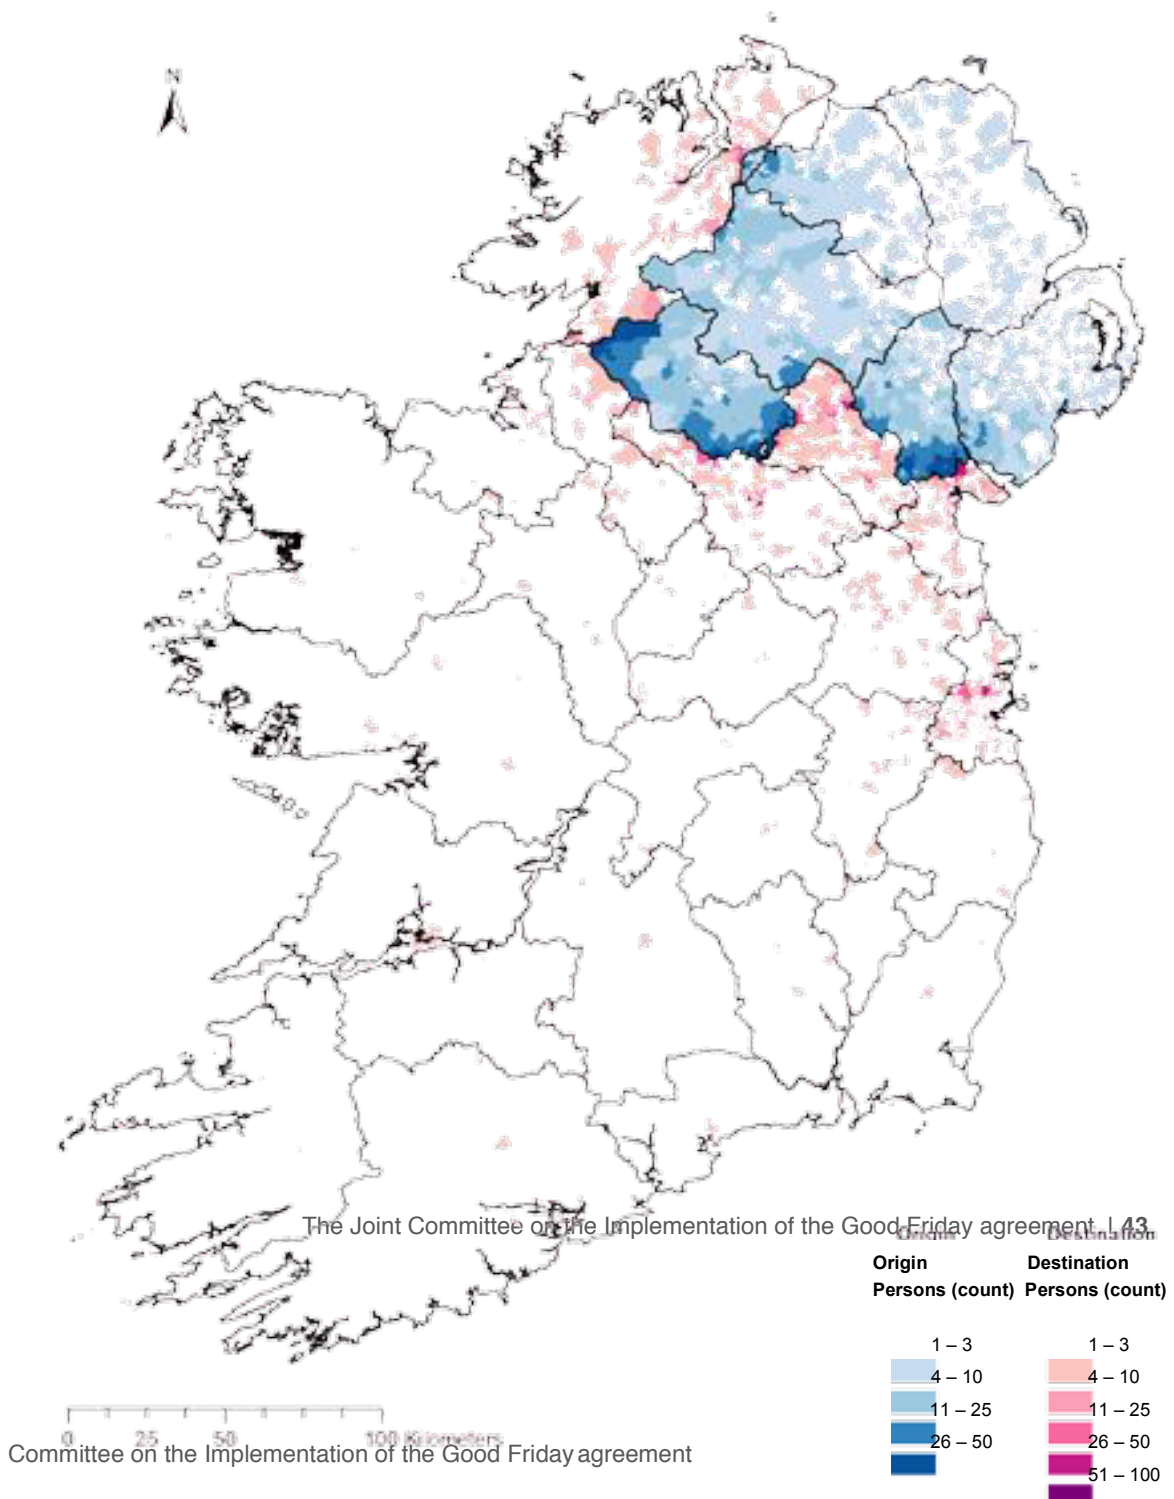 N
The Joint Committee on the Implementation of the Good Friday agreement | 43
Origin Destination
Origin Destination
Persons (count) Persons (count)
1 – 3 1 – 3
4 – 10 4 – 10
11 – 25 11 – 25
26 – 50 26 – 50
51 – 100
0 25 50 100 Kilometers
Committee on the Implementation of the Good Friday agreement